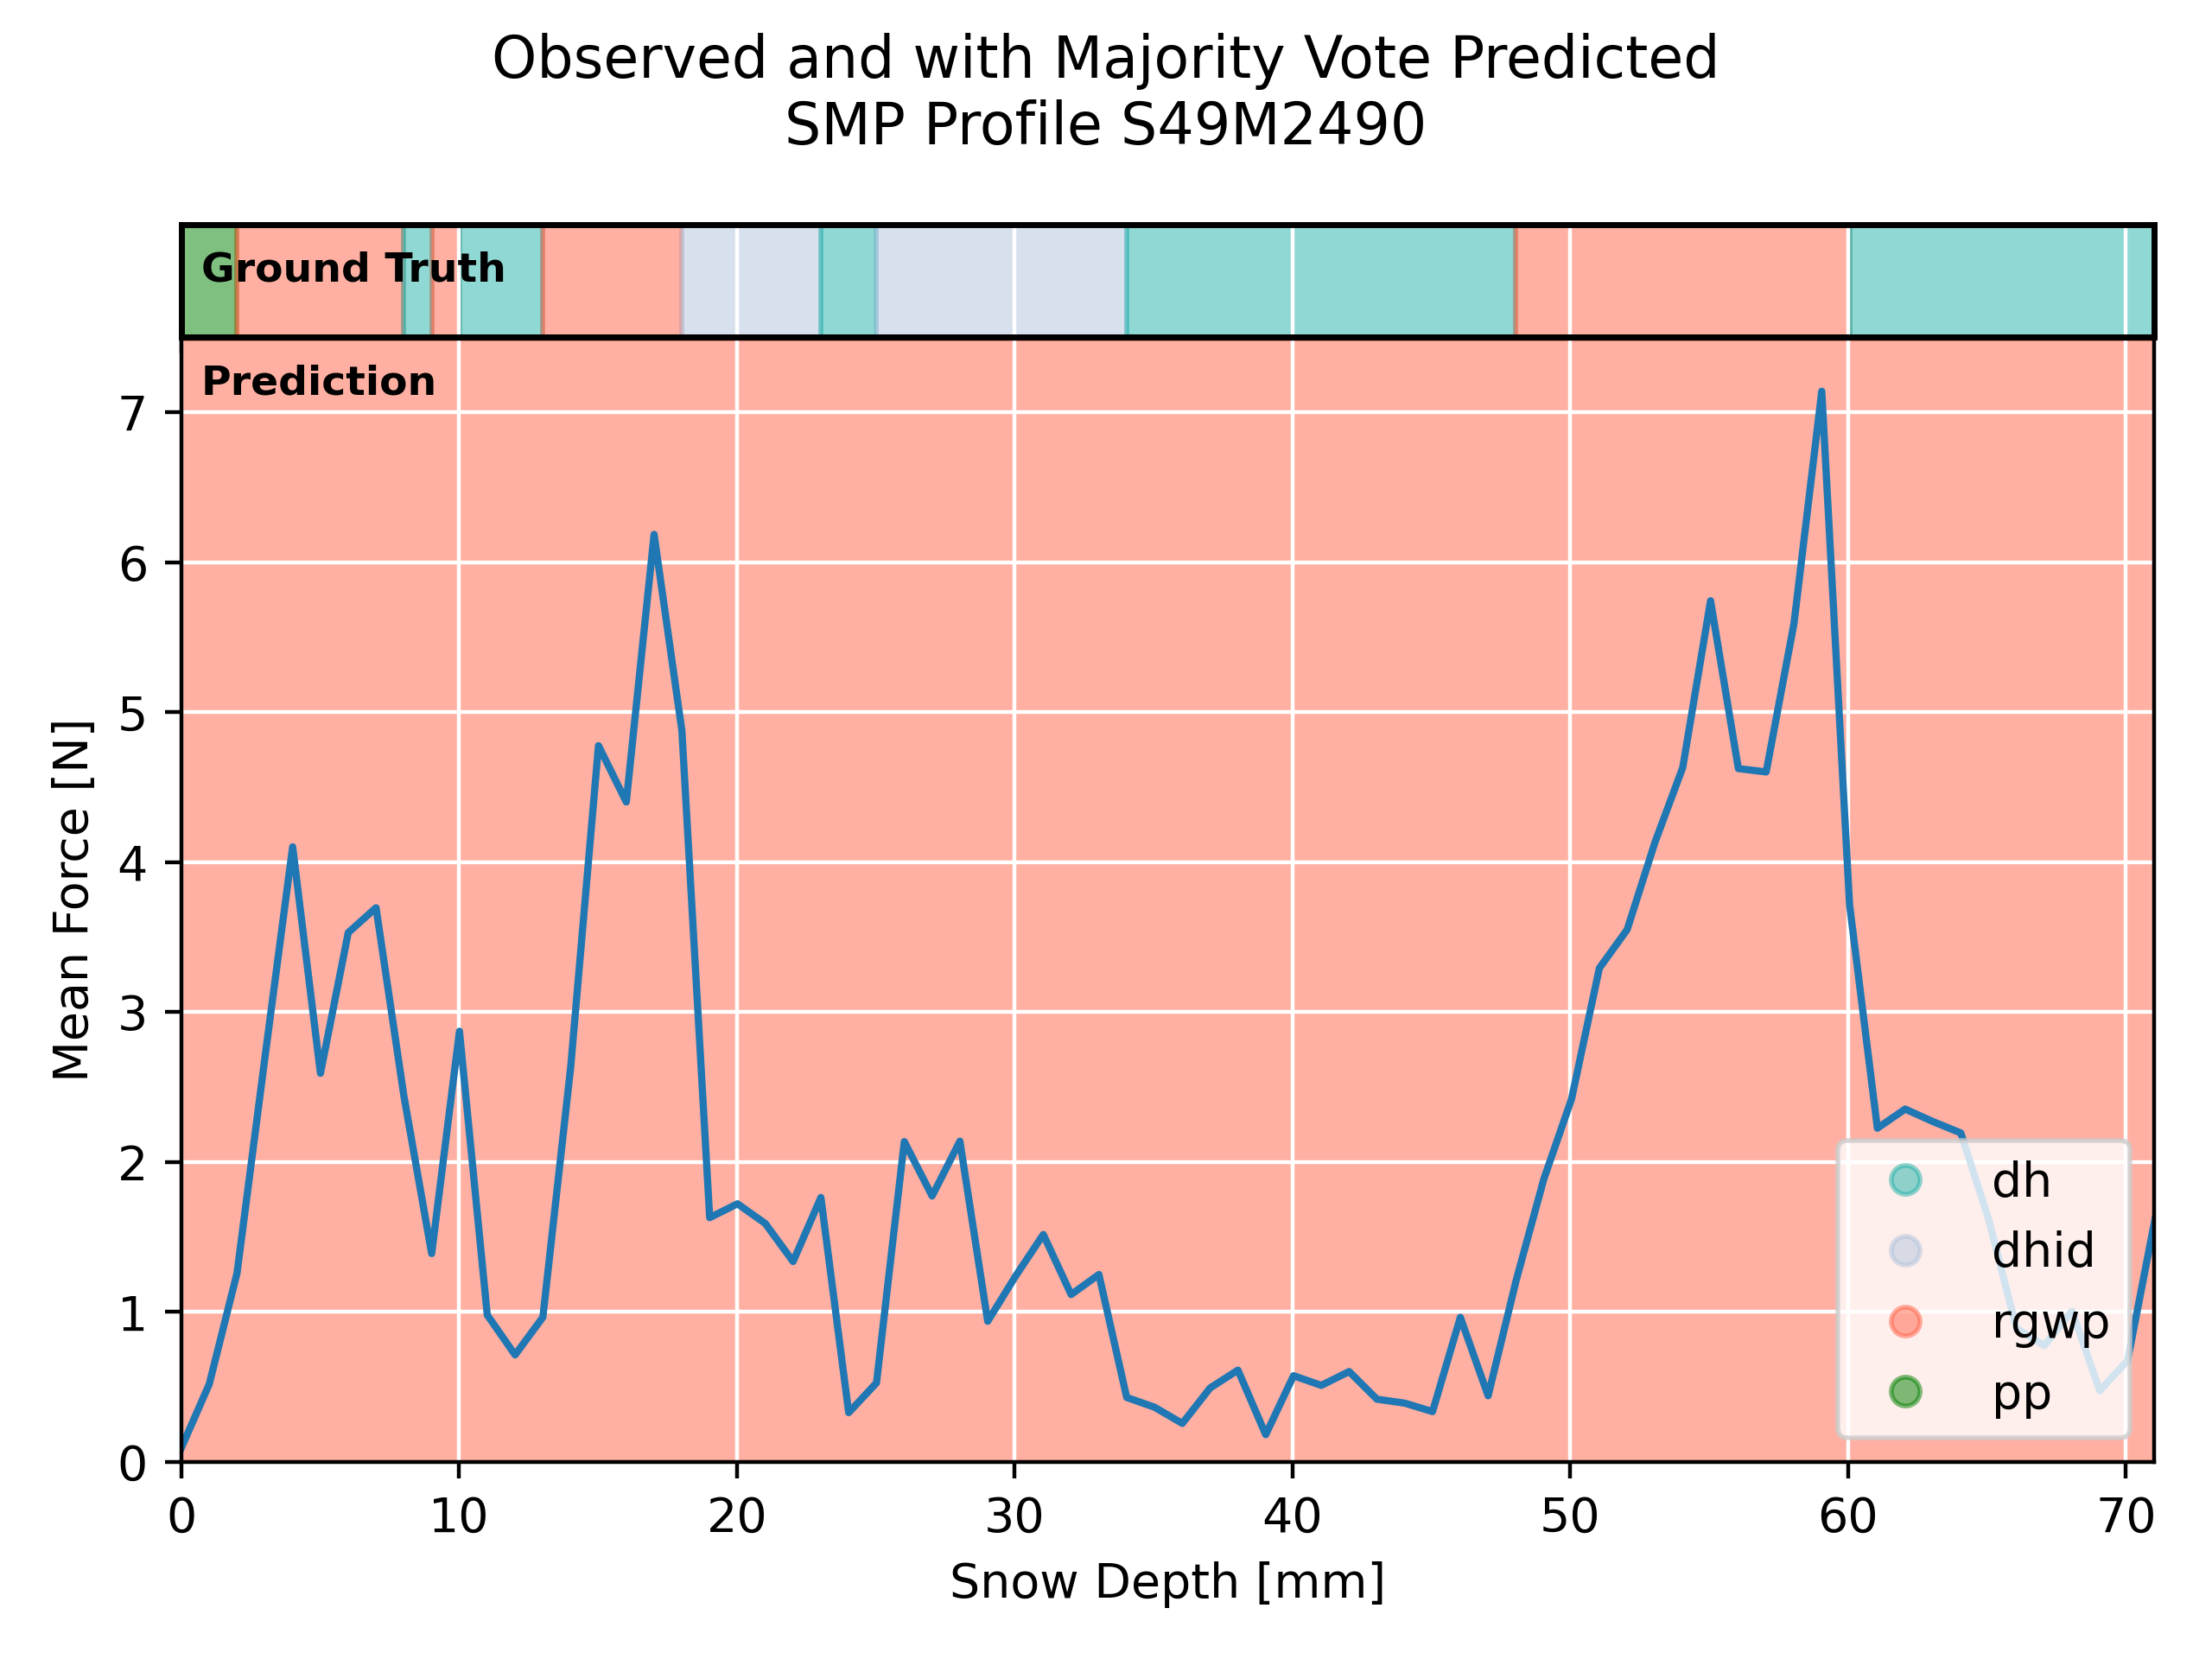 Observed and with Majority Vote Predicted
SMP Profile S49M2490
Ground Truth
Prediction
7
6
5
4
3
2
1
0
Mean Force [N]
dh
dhid
rgwp
pp
0 10 20 30 40 50 60 70
Snow Depth [mm]